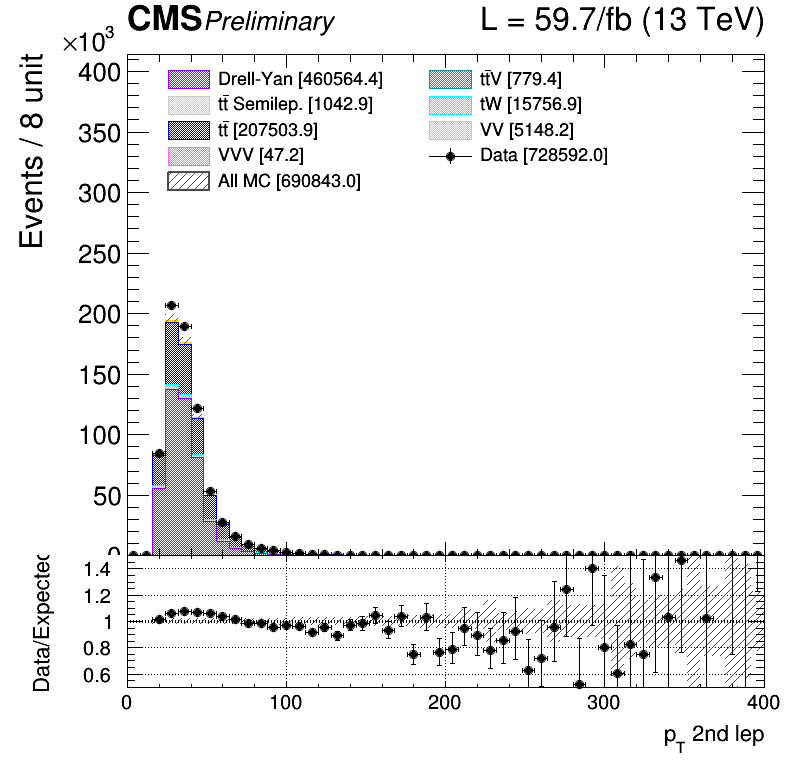 CMS Preliminary L = 59.7/fb (13 TeV)
×10³
Events / 8 unit
400
350
300
250
200
150
100
50
0
Drell-Yan [460564.4]
tt̄ Semilep. [1042.9]
tt̄ [207503.9]
VVV [47.2]
All MC [690843.0]
tt̄V [779.4]
tW [15756.9]
VV [5148.2]
Data [728592.0]
Data/Expected
1.4
1.2
1
0.8
0.6
0 100 200 300 400
p_T 2nd lep